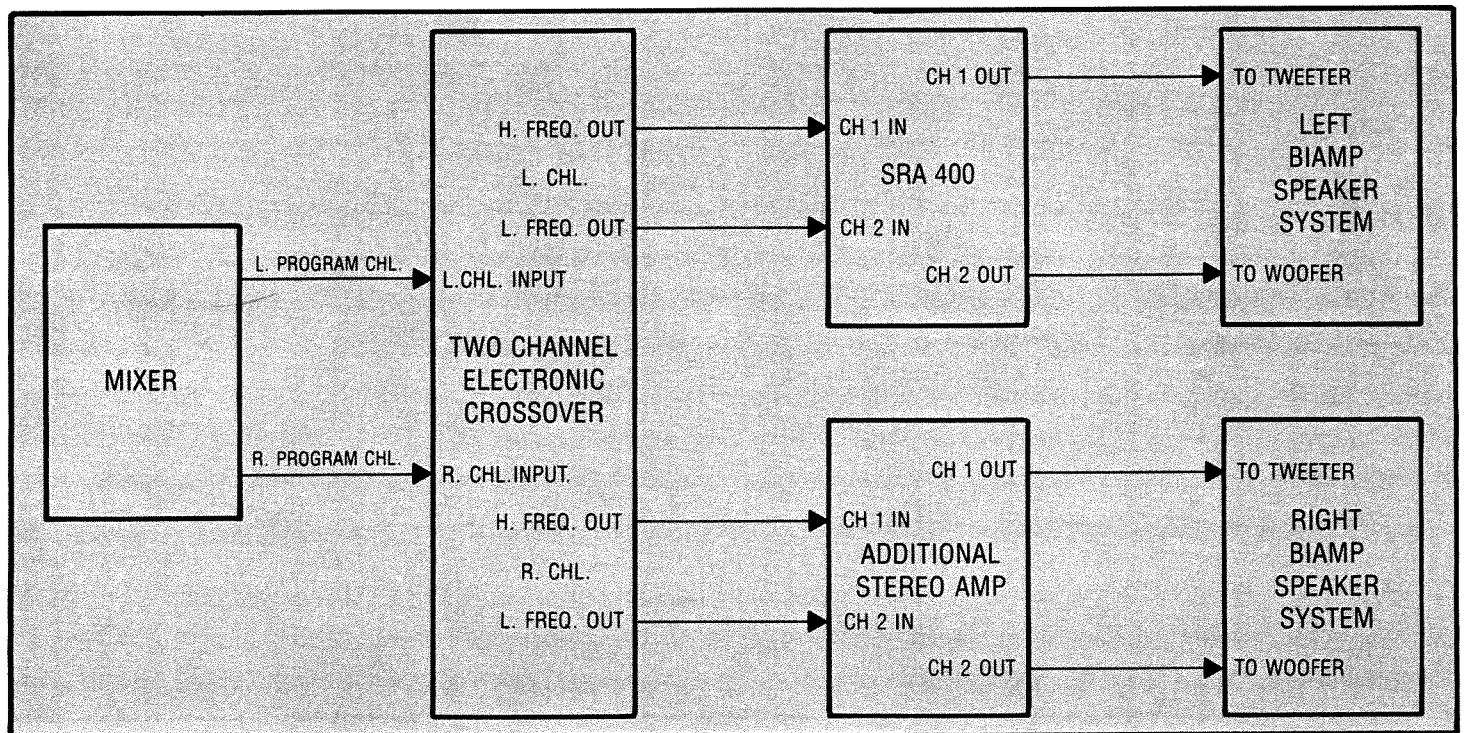 MIXER
L. PROGRAM CHL.
R. PROGRAM CHL.
H. FREQ. OUT
L. CHL.
L. FREQ. OUT
L.CHL. INPUT
TWO CHANNEL
ELECTRONIC
CROSSOVER
R. CHL.INPUT.
H. FREQ. OUT
R. CHL.
L. FREQ. OUT
CH 1 OUT
CH 1 IN
SRA 400
CH 2 IN
CH 2 OUT
TO TWEETER
LEFT
BIAMP
SPEAKER
SYSTEM
TO WOOFER
CH 1 OUT
CH 1 IN
ADDITIONAL
STEREO AMP
CH 2 IN
CH 2 OUT
TO TWEETER
RIGHT
BIAMP
SPEAKER
SYSTEM
TO WOOFER